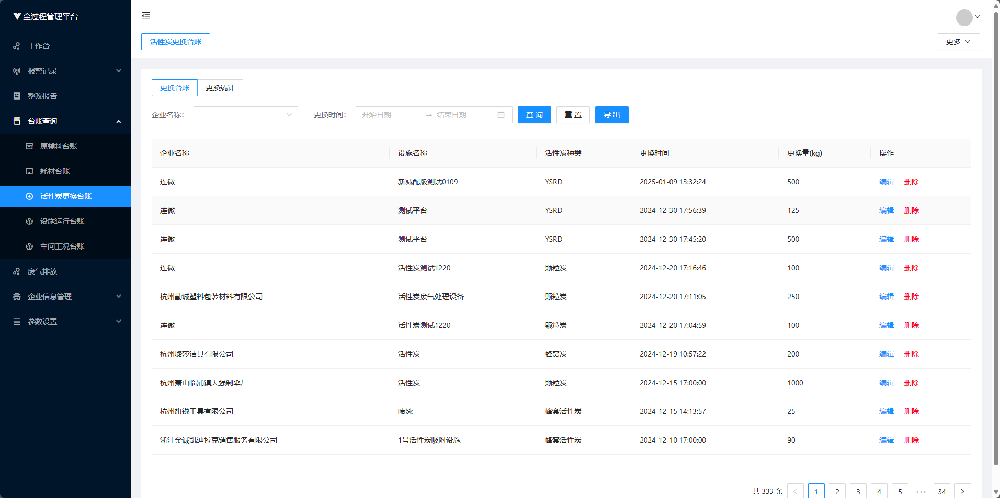 全过程管理平台
工作台
报警记录
整改报告
台账查询
原辅料台账
耗材台账
活性炭更换台账
设施运行台账
车间工况台账
废气排放
企业信息管理
参数设置
活性炭更换台账
更多
更换台账 更换统计
企业名称: 更换时间: 开始日期 结束日期 查 询 重 置 导 出
企业名称 设施名称 活性炭种类 更换时间 更换量(kg) 操作
连微 新减配版测试0109 YSRD 2025-01-09 13:32:24 500 编辑 删除
连微 测试平台 YSRD 2024-12-30 17:56:39 125 编辑 删除
连微 测试平台 YSRD 2024-12-30 17:45:20 500 编辑 删除
连微 活性炭测试1220 颗粒炭 2024-12-20 17:16:46 100 编辑 删除
杭州勤诚塑料包装材料有限公司 活性炭废气处理设备 颗粒炭 2024-12-20 17:11:05 250 编辑 删除
连微 活性炭测试1220 颗粒炭 2024-12-20 17:04:59 100 编辑 删除
杭州璐莎洁具有限公司 活性炭 蜂窝炭 2024-12-19 10:57:22 200 编辑 删除
杭州萧山临浦镇天强制伞厂 活性炭 颗粒炭 2024-12-15 17:00:00 1000 编辑 删除
杭州旗锐工具有限公司 喷漆 蜂窝活性炭 2024-12-15 14:13:57 25 编辑 删除
浙江金诚凯迪拉克销售服务有限公司 1号活性炭吸附设施 蜂窝活性炭 2024-12-10 17:00:00 90 编辑 删除
共 333 条 1 2 3 4 5 ••• 34